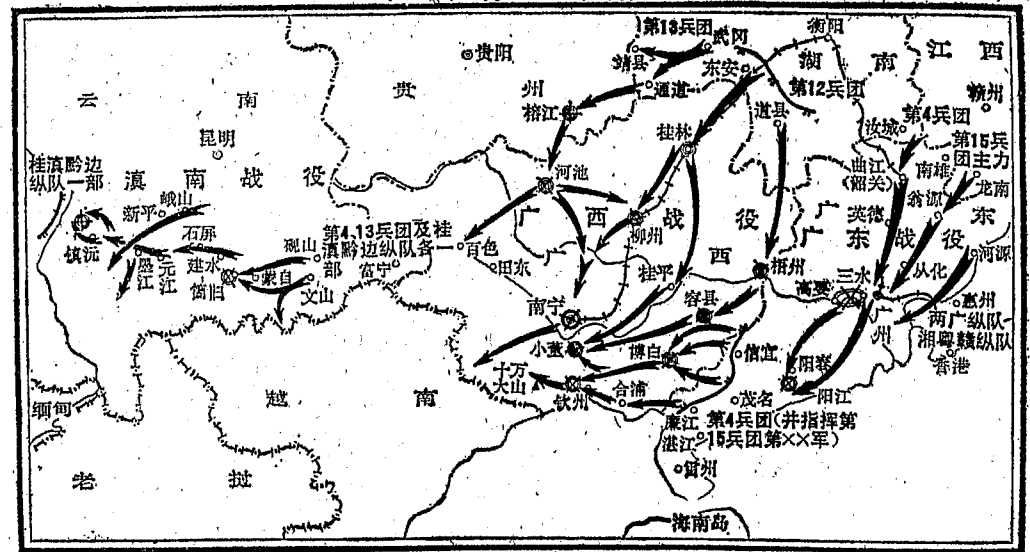 第13兵团
武冈
衡阳
江西
贵阳
靖县
东安
湖南
赣州
云南
贵州
通道
第12兵团
榕江
道县
汝城
第4兵团
第15兵
团主力
昆明
桂林
曲江
(韶关)
南雄
龙南
桂滇黔边
纵队一部
滇南战役
河池
翁源
峨山
新平
广西战役
广西
广东
英德
广东战役
石屏
砚山
第4.13兵团及桂
滇黔边纵队各一
部
百色
柳州
河源
镇沅
墨江
元江
建水
蒙自
富宁
田东
桂平
梧州
三水
从化
个旧
文山
高要
广州
惠州
南宁
容县
两广纵队
湘粤赣纵队
小董
博白
信宜
香港
十万
大山
阳春
缅甸
越南
钦州
合浦
茂名
阳江
廉江
第4兵团(并指挥第
15兵团第××军)
湛江
老挝
雷州
海南岛